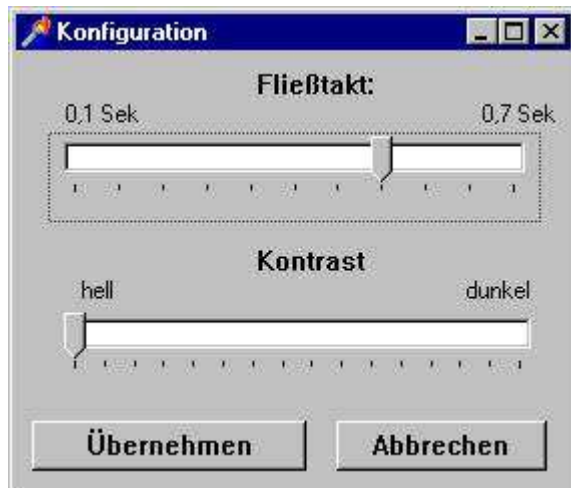 Konfiguration
Fließtakt:
0,1 Sek 0,7 Sek
Kontrast
hell dunkel
Übernehmen Abbrechen